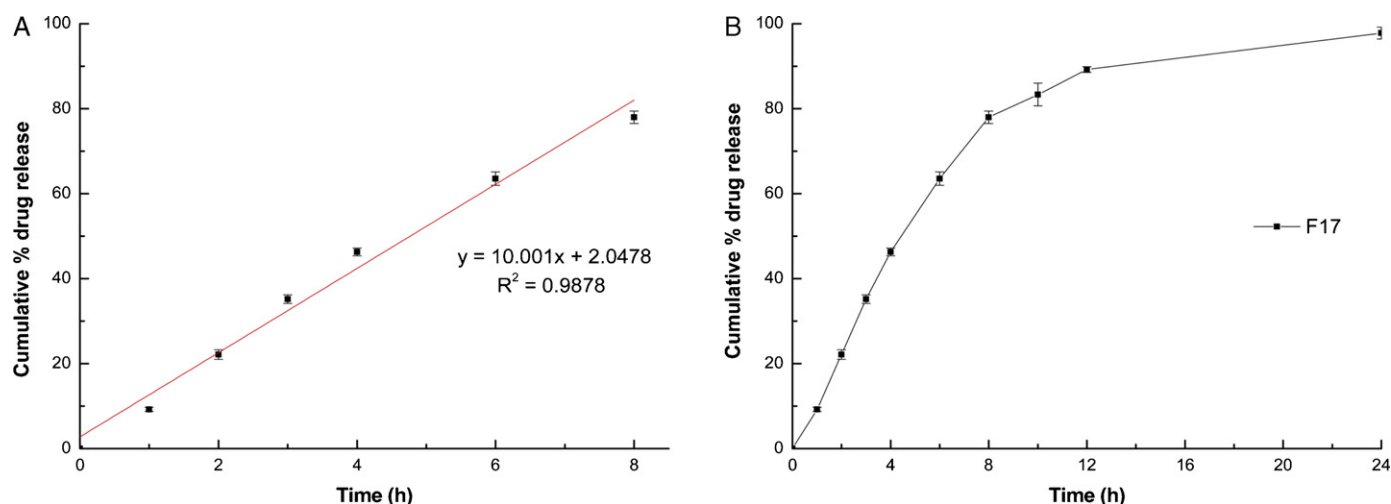 A
100
80
60
40
20
0
0 2 4 6 8
Cumulative % drug release
Time (h)
y = 10.001x + 2.0478
R² = 0.9878
B
100
80
60
40
20
0
0 4 8 12 16 20 24
Cumulative % drug release
Time (h)
F17